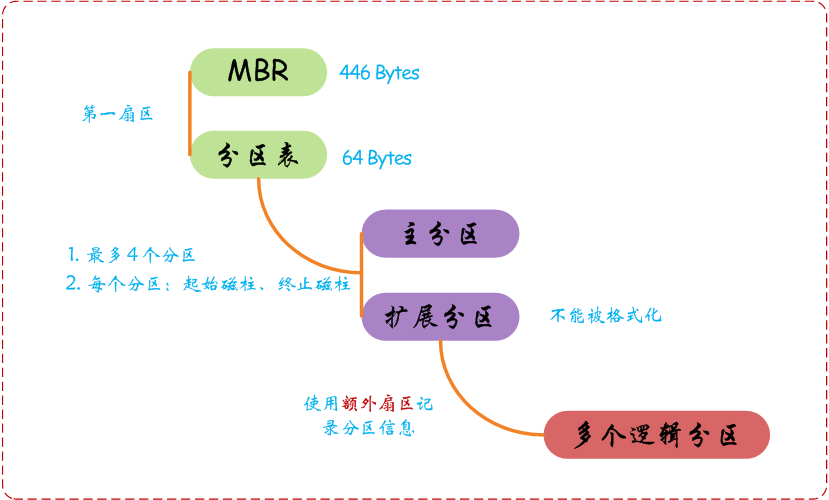 MBR
446 Bytes
第一扇区
分区表
64 Bytes
主分区
1. 最多4个分区
2. 每个分区：起始磁柱、终止磁柱
扩展分区
不能被格式化
使用额外扇区记
录分区信息
多个逻辑分区